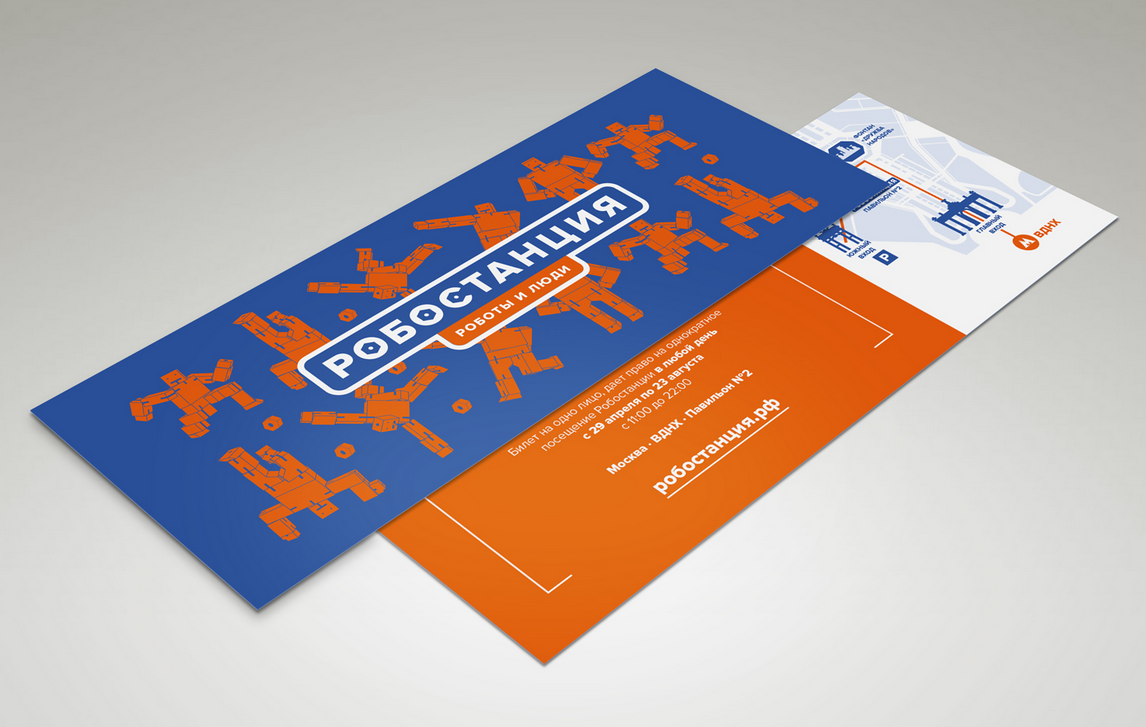 РОБОСТАНЦИЯ
РОБОТЫ И ЛЮДИ
Билет на одно лицо, дает право на однократное
посещение Робостанции в любой день
с 29 апреля по 23 августа
с 11:00 до 22:00
Москва · ВДНХ · Павильон №2
робостанция.рф
ФОНТАН
«ДРУЖБА
НАРОДОВ»
ПАВИЛЬОН №2
ГЛАВНЫЙ
ВХОД
ЮЖНЫЙ
ВХОД
P
М ВДНХ